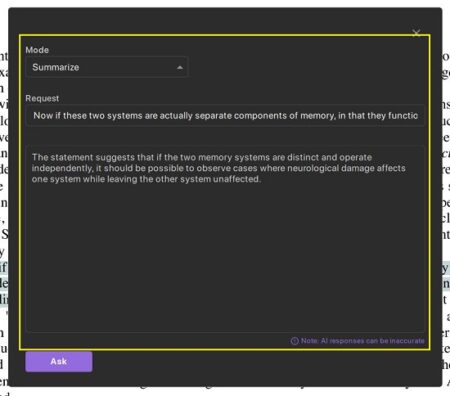 Mode
Summarize
Request
Now if these two systems are actually separate components of memory, in that they functic
The statement suggests that if the two memory systems are distinct and operate
independently, it should be possible to observe cases where neurological damage affects
one system while leaving the other system unaffected.
Note: AI responses can be inaccurate
Ask